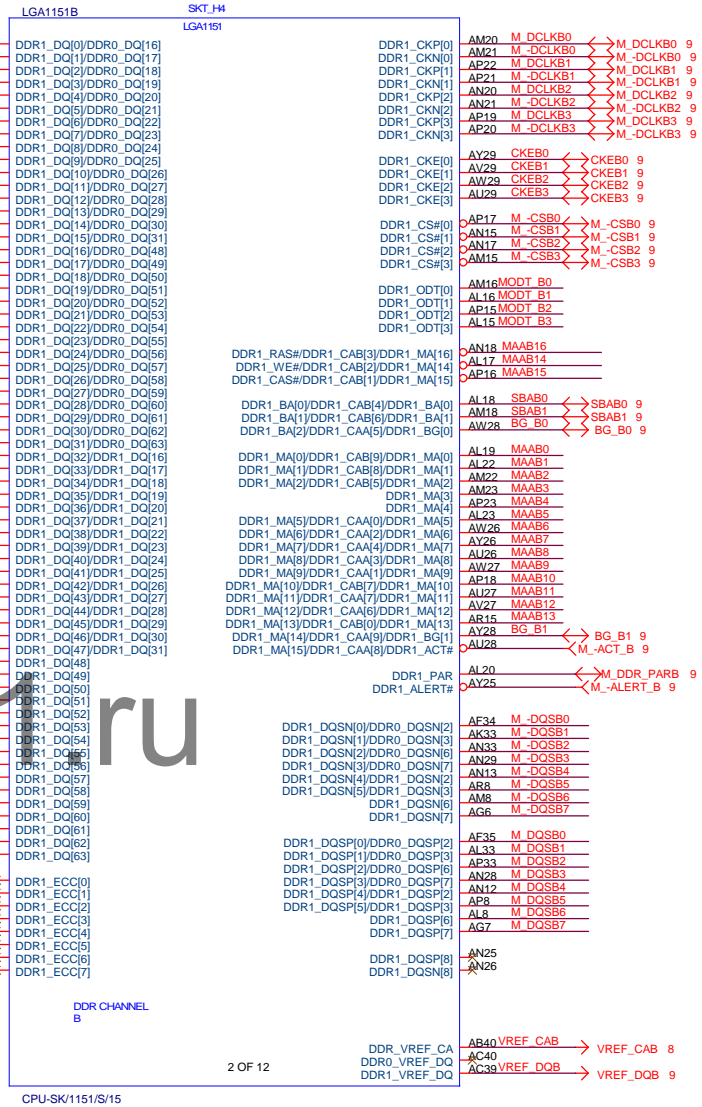 LGA1151B SKT_H4
LGA1151
DDR1_DQ[0]/DDR0_DQ[16] DDR1_CKP[0] AM20 M_DCLKB0 M_DCLKB0 9
DDR1_DQ[1]/DDR0_DQ[17] DDR1_CKN[0] AM21 M_-DCLKB0 M_-DCLKB0 9
DDR1_DQ[2]/DDR0_DQ[18] DDR1_CKP[1] AP22 M_DCLKB1 M_DCLKB1 9
DDR1_DQ[3]/DDR0_DQ[19] DDR1_CKN[1] AP21 M_-DCLKB1 M_-DCLKB1 9
DDR1_DQ[4]/DDR0_DQ[20] DDR1_CKP[2] AN20 M_DCLKB2 M_DCLKB2 9
DDR1_DQ[5]/DDR0_DQ[21] DDR1_CKN[2] AN21 M_-DCLKB2 M_-DCLKB2 9
DDR1_DQ[6]/DDR0_DQ[22] DDR1_CKP[3] AP19 M_DCLKB3 M_DCLKB3 9
DDR1_DQ[7]/DDR0_DQ[23] DDR1_CKN[3] AP20 M_-DCLKB3 M_-DCLKB3 9
DDR1_DQ[8]/DDR0_DQ[24]
DDR1_DQ[9]/DDR0_DQ[25] DDR1_CKE[0] AY29 CKEB0 CKEB0 9
DDR1_DQ[10]/DDR0_DQ[26] DDR1_CKE[1] AV29 CKEB1 CKEB1 9
DDR1_DQ[11]/DDR0_DQ[27] DDR1_CKE[2] AW29 CKEB2 CKEB2 9
DDR1_DQ[12]/DDR0_DQ[28] DDR1_CKE[3] AU29 CKEB3 CKEB3 9
DDR1_DQ[13]/DDR0_DQ[29]
DDR1_DQ[14]/DDR0_DQ[30] DDR1_CS#[0] AP17 M_-CSB0 M_-CSB0 9
DDR1_DQ[15]/DDR0_DQ[31] DDR1_CS#[1] AN15 M_-CSB1 M_-CSB1 9
DDR1_DQ[16]/DDR0_DQ[48] DDR1_CS#[2] AN17 M_-CSB2 M_-CSB2 9
DDR1_DQ[17]/DDR0_DQ[49] DDR1_CS#[3] AM15 M_-CSB3 M_-CSB3 9
DDR1_DQ[18]/DDR0_DQ[50]
DDR1_DQ[19]/DDR0_DQ[51] DDR1_ODT[0] AM16 MODT_B0
DDR1_DQ[20]/DDR0_DQ[52] DDR1_ODT[1] AL16 MODT_B1
DDR1_DQ[21]/DDR0_DQ[53] DDR1_ODT[2] AP15 MODT_B2
DDR1_DQ[22]/DDR0_DQ[54] DDR1_ODT[3] AL15 MODT_B3
DDR1_DQ[23]/DDR0_DQ[55]
DDR1_DQ[24]/DDR0_DQ[56] DDR1_RAS#/DDR1_CAB[3]/DDR1_MA[16] AN18 MAAB16
DDR1_DQ[25]/DDR0_DQ[57] DDR1_WE#/DDR1_CAB[2]/DDR1_MA[14] AL17 MAAB14
DDR1_DQ[26]/DDR0_DQ[58] DDR1_CAS#/DDR1_CAB[1]/DDR1_MA[15] AP16 MAAB15
DDR1_DQ[27]/DDR0_DQ[59]
DDR1_DQ[28]/DDR0_DQ[60] DDR1_BA[0]/DDR1_CAB[4]/DDR1_BA[0] AL18 SBAB0 SBAB0 9
DDR1_DQ[29]/DDR0_DQ[61] DDR1_BA[1]/DDR1_CAB[6]/DDR1_BA[1] AM18 SBAB1 SBAB1 9
DDR1_DQ[30]/DDR0_DQ[62] DDR1_BA[2]/DDR1_CAA[5]/DDR1_BG[0] AW28 BG_B0 BG_B0 9
DDR1_DQ[31]/DDR0_DQ[63]
DDR1_DQ[32]/DDR1_DQ[16] DDR1_MA[0]/DDR1_CAB[9]/DDR1_MA[0] AL19 MAAB0
DDR1_DQ[33]/DDR1_DQ[17] DDR1_MA[1]/DDR1_CAB[8]/DDR1_MA[1] AL22 MAAB1
DDR1_DQ[34]/DDR1_DQ[18] DDR1_MA[2]/DDR1_CAB[5]/DDR1_MA[2] AM22 MAAB2
DDR1_DQ[35]/DDR1_DQ[19] DDR1_MA[3] AM23 MAAB3
DDR1_DQ[36]/DDR1_DQ[20] DDR1_MA[4] AP23 MAAB4
DDR1_DQ[37]/DDR1_DQ[21] DDR1_MA[5]/DDR1_CAA[0]/DDR1_MA[5] AL23 MAAB5
DDR1_DQ[38]/DDR1_DQ[22] DDR1_MA[6]/DDR1_CAA[2]/DDR1_MA[6] AW26 MAAB6
DDR1_DQ[39]/DDR1_DQ[23] DDR1_MA[7]/DDR1_CAA[4]/DDR1_MA[7] AY26 MAAB7
DDR1_DQ[40]/DDR1_DQ[24] DDR1_MA[8]/DDR1_CAA[3]/DDR1_MA[8] AU26 MAAB8
DDR1_DQ[41]/DDR1_DQ[25] DDR1_MA[9]/DDR1_CAA[1]/DDR1_MA[9] AW27 MAAB9
DDR1_DQ[42]/DDR1_DQ[26] DDR1_MA[10]/DDR1_CAB[7]/DDR1_MA[10] AP18 MAAB10
DDR1_DQ[43]/DDR1_DQ[27] DDR1_MA[11]/DDR1_CAA[7]/DDR1_MA[11] AU27 MAAB11
DDR1_DQ[44]/DDR1_DQ[28] DDR1_MA[12]/DDR1_CAA[6]/DDR1_MA[12] AV27 MAAB12
DDR1_DQ[45]/DDR1_DQ[29] DDR1_MA[13]/DDR1_CAB[0]/DDR1_MA[13] AR15 MAAB13
DDR1_DQ[46]/DDR1_DQ[30] DDR1_MA[14]/DDR1_CAA[9]/DDR1_BG[1] AY28 BG_B1 BG_B1 9
DDR1_DQ[47]/DDR1_DQ[31] DDR1_MA[15]/DDR1_CAA[8]/DDR1_ACT# AU28 M_-ACT_B 9
DDR1_DQ[48]
DDR1_DQ[49] DDR1_PAR AL20 M_DDR_PARB 9
DDR1_DQ[50] DDR1_ALERT# AY25 M_-ALERT_B 9
DDR1_DQ[51]
DDR1_DQ[52]
DDR1_DQ[53] DDR1_DQSN[0]/DDR0_DQSN[2] AF34 M_-DQSB0
DDR1_DQ[54] DDR1_DQSN[1]/DDR0_DQSN[3] AK33 M_-DQSB1
DDR1_DQ[55] DDR1_DQSN[2]/DDR0_DQSN[6] AN33 M_-DQSB2
DDR1_DQ[56] DDR1_DQSN[3]/DDR0_DQSN[7] AN29 M_-DQSB3
DDR1_DQ[57] DDR1_DQSN[4]/DDR1_DQSN[2] AN13 M_-DQSB4
DDR1_DQ[58] DDR1_DQSN[5]/DDR1_DQSN[3] AR8 M_-DQSB5
DDR1_DQ[59] DDR1_DQSN[6] AM8 M_-DQSB6
DDR1_DQ[60] DDR1_DQSN[7] AG6 M_-DQSB7
DDR1_DQ[61]
DDR1_DQ[62] DDR1_DQSP[0]/DDR0_DQSP[2] AF35 M_DQSB0
DDR1_DQ[63] DDR1_DQSP[1]/DDR0_DQSP[3] AL33 M_DQSB1
DDR1_DQSP[2]/DDR0_DQSP[6] AP33 M_DQSB2
DDR1_ECC[0] DDR1_DQSP[3]/DDR0_DQSP[7] AN28 M_DQSB3
DDR1_ECC[1] DDR1_DQSP[4]/DDR1_DQSP[2] AN12 M_DQSB4
DDR1_ECC[2] DDR1_DQSP[5]/DDR1_DQSP[3] AP8 M_DQSB5
DDR1_ECC[3] DDR1_DQSP[6] AL8 M_DQSB6
DDR1_ECC[4] DDR1_DQSP[7] AG7 M_DQSB7
DDR1_ECC[5]
DDR1_ECC[6] DDR1_DQSP[8] AN25
DDR1_ECC[7] DDR1_DQSN[8] AN26
1.ru
DDR CHANNEL
B
DDR_VREF_CA AB40 VREF_CAB VREF_CAB 8
2 OF 12 DDR0_VREF_DQ AC40
DDR1_VREF_DQ AC39 VREF_DQB VREF_DQB 9
CPU-SK/1151/S/15